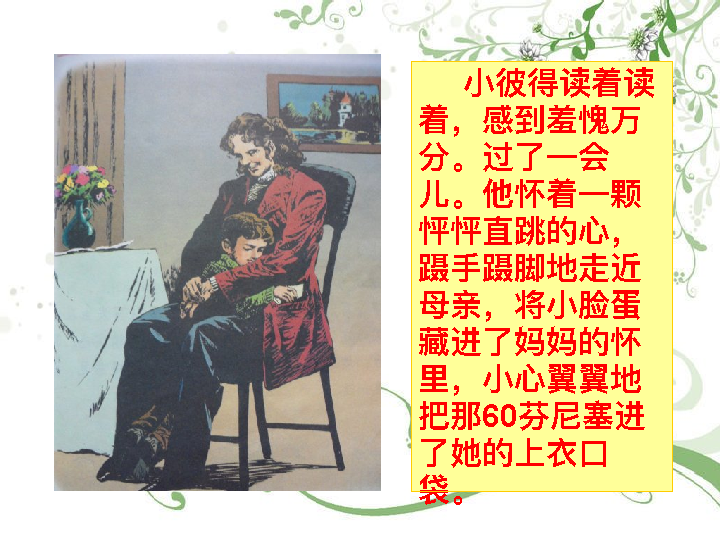 小彼得读着读
着，感到羞愧万
分。过了一会
儿。他怀着一颗
怦怦直跳的心，
蹑手蹑脚地走近
母亲，将小脸蛋
藏进了妈妈的怀
里，小心翼翼地
把那60芬尼塞进
了她的上衣口
袋。